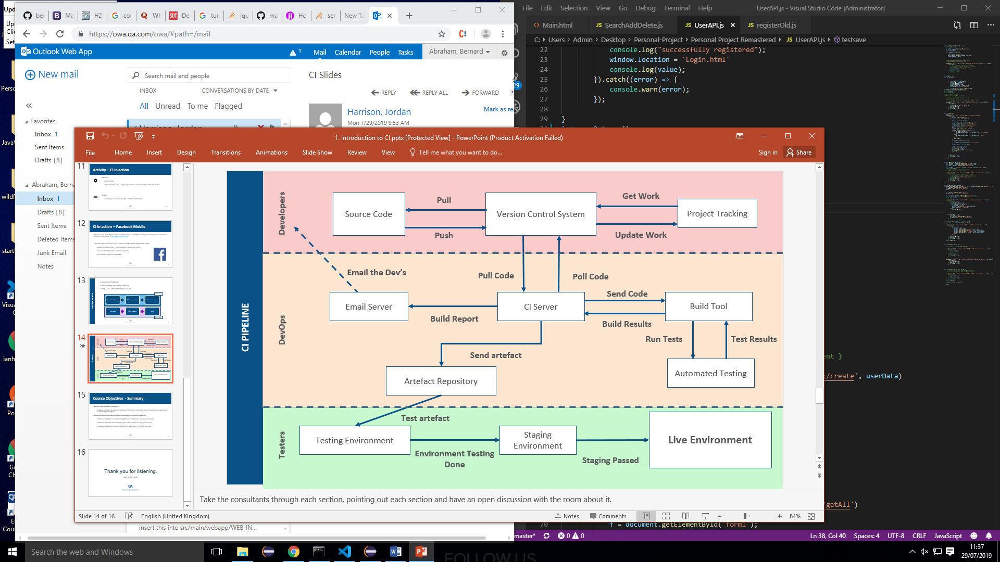 ber
Ma
H2
cor
Wh
De
tur
jqu
ma
Ho
ser
New Ta
https://owa.qa.com/owa/#path=/mail
Outlook Web App
1
Mail
Calendar
People
Tasks
Abraham, Bernard
New mail
Search mail and people
CI Slides
INBOX
CONVERSATIONS BY DATE
REPLY
REPLY ALL
FORWARD
All
Unread
To me
Flagged
Harrison, Jordan
Mark as re
Mon 7/29/2019 9:53 AM
Favorites
Inbox 1
Sent Items
Drafts [8]
Abraham, Berna
Inbox 1
Drafts [8]
Sent Items
Deleted Items
Junk Email
Notes
insert this into src/main/webapp/WEB-IN...
File
Edit
Selection
View
Go
Debug
Terminal
Help
UserAPI.js - Visual Studio Code [Administrator]
Main.html
JS SearchAddDelete.js
JS UserAPI.js
JS registerOld.js
C: > Users > Admin > Desktop > Personal-Project > Personal Project Remastered > JS UserAPI.js > testsave
22 console.log("successfully registered");
23 window.location = 'Login.html'
24 console.log(value);
25 }).catch((error) => {
26 console.warn(error);
27 });
28
29 }
ent }
/create', userData)
/getAll')
70 f = document.getElementById("form1");
master*
0
0
Ln 38, Col 40
Spaces: 4
UTF-8
CRLF
JavaScript
1. Introduction to CI.pptx [Protected View] - PowerPoint (Product Activation Failed)
File
Home
Insert
Design
Transitions
Animations
Slide Show
Review
View
Tell me what you want to do...
Sign in
Share
11
Activity – CI in action
12
CI in action – Facebook Mobile
13
14
15
Course Objectives - Summary
16
Thank you for listening.
QA
CI PIPELINE
Developers
Source Code
Pull
Push
Version Control System
Get Work
Update Work
Project Tracking
DevOps
Email the Dev's
Pull Code
Poll Code
Email Server
Build Report
CI Server
Send Code
Build Results
Build Tool
Run Tests
Test Results
Send artefact
Artefact Repository
Automated Testing
Testers
Test artefact
Testing Environment
Environment Testing
Done
Staging
Environment
Staging Passed
Live Environment
Take the consultants through each section, pointing out each section and have an open discussion with the room about it.
Slide 14 of 16
English (United Kingdom)
Notes
Comments
84%
Search the web and Windows
FOLLOW US
11:37
29/07/2019